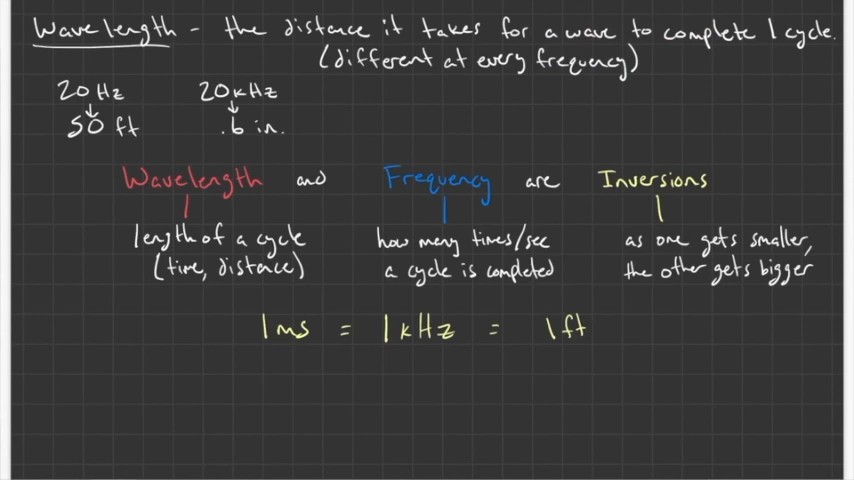 Wavelength - the distance it takes for a wave to complete 1 cycle.
(different at every frequency)
20 Hz 20 kHz
50 ft .6 in.
Wavelength and Frequency are Inversions
length of a cycle how many times/sec as one gets smaller,
(time, distance) a cycle is completed the other gets bigger
1 ms = 1 kHz = 1 ft